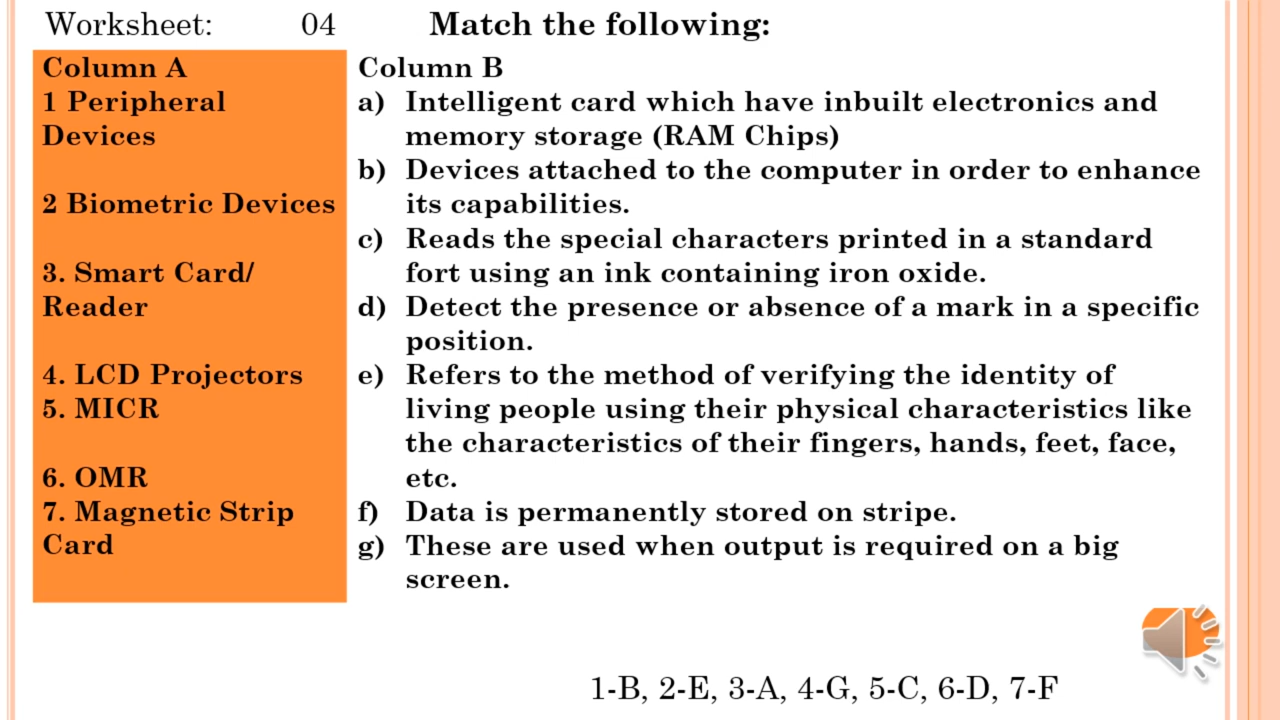 Worksheet: 04 Match the following:
Column A
1 Peripheral
Devices
2 Biometric Devices
3. Smart Card/
Reader
4. LCD Projectors
5. MICR
6. OMR
7. Magnetic Strip
Card
Column B
a) Intelligent card which have inbuilt electronics and
memory storage (RAM Chips)
b) Devices attached to the computer in order to enhance
its capabilities.
c) Reads the special characters printed in a standard
fort using an ink containing iron oxide.
d) Detect the presence or absence of a mark in a specific
position.
e) Refers to the method of verifying the identity of
living people using their physical characteristics like
the characteristics of their fingers, hands, feet, face,
etc.
f) Data is permanently stored on stripe.
g) These are used when output is required on a big
screen.
1-B, 2-E, 3-A, 4-G, 5-C, 6-D, 7-F